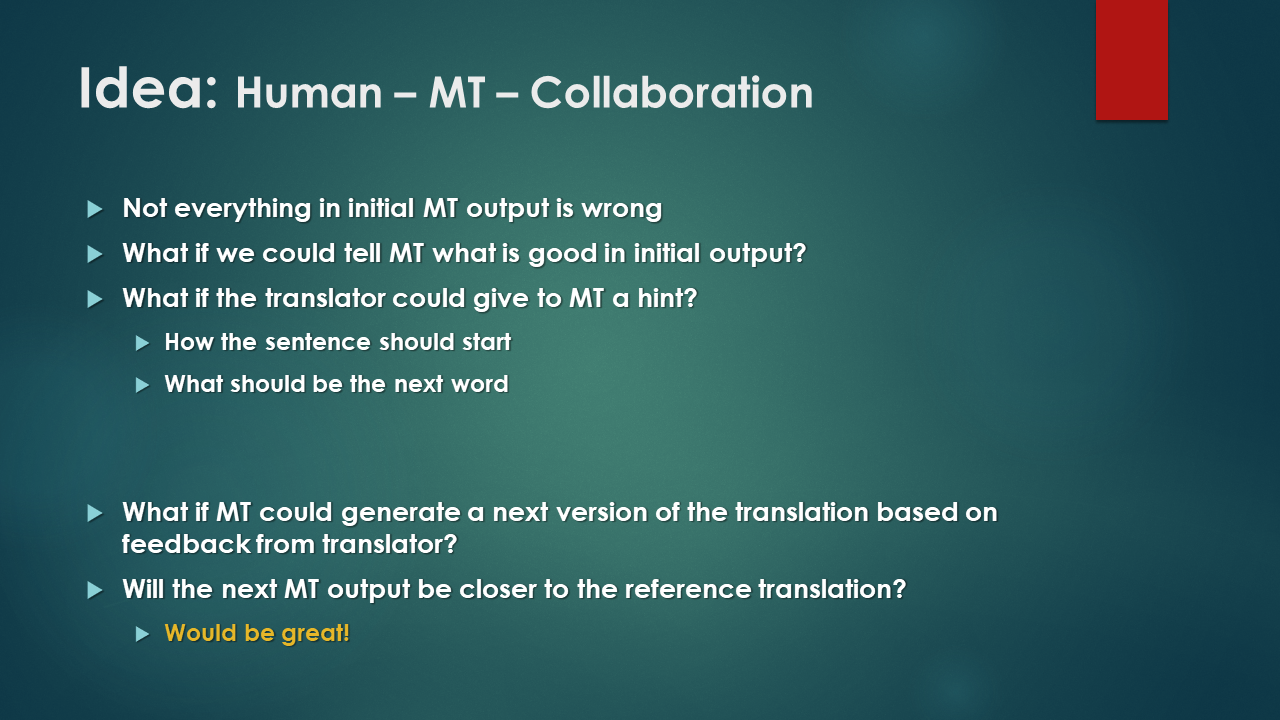 Idea: Human – MT – Collaboration
Not everything in initial MT output is wrong
What if we could tell MT what is good in initial output?
What if the translator could give to MT a hint?
How the sentence should start
What should be the next word
What if MT could generate a next version of the translation based on
feedback from translator?
Will the next MT output be closer to the reference translation?
Would be great!